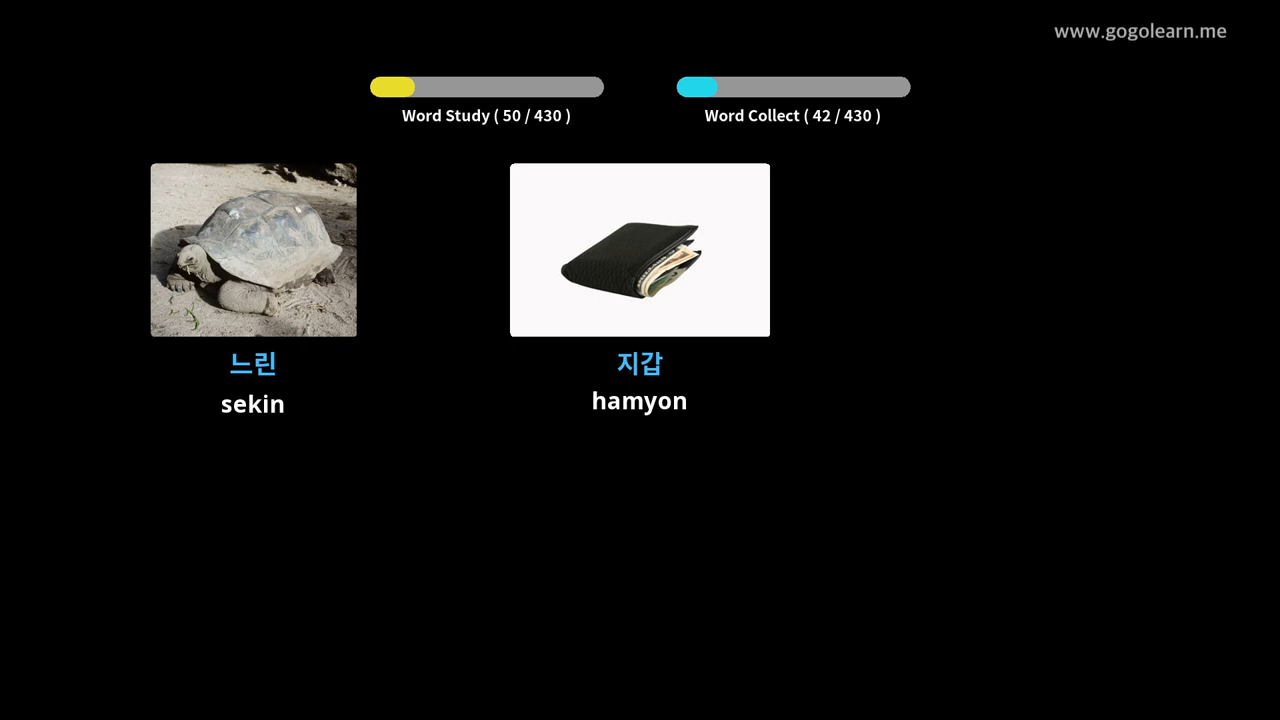 www.gogolearn.me
Word Study ( 50 / 430 )
Word Collect ( 42 / 430 )
느린
sekin
지갑
hamyon